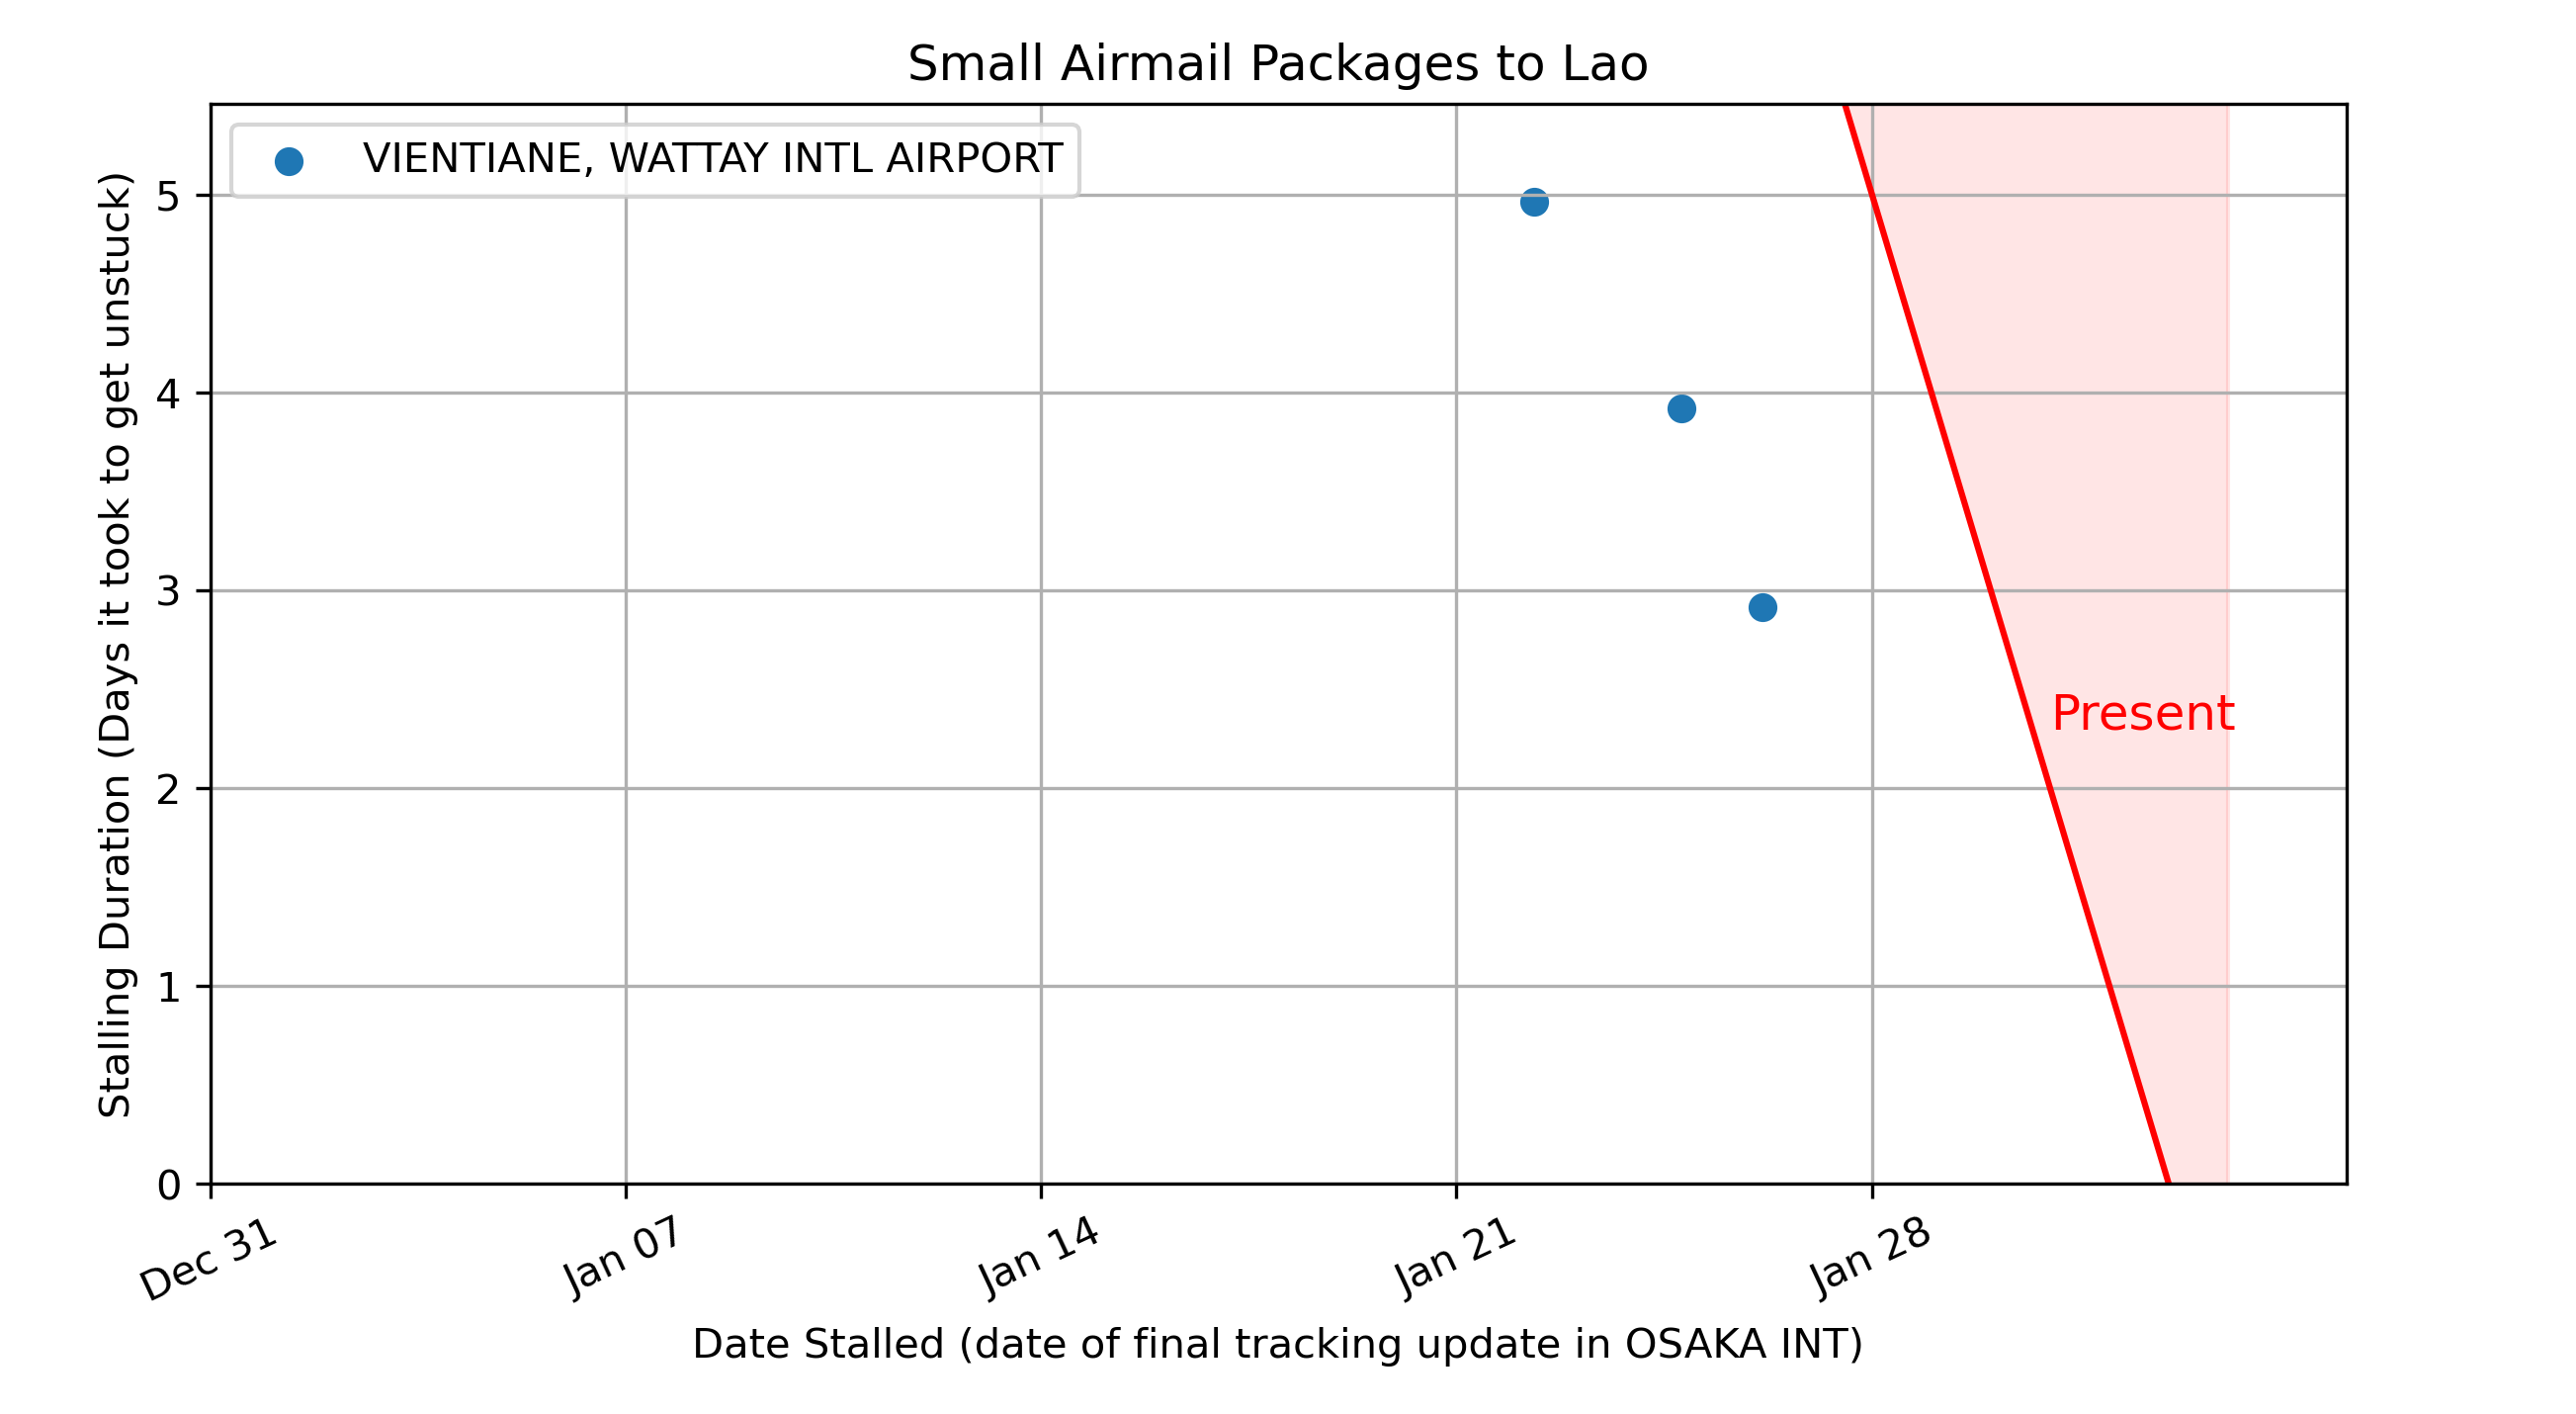 Small Airmail Packages to Lao
VIENTIANE, WATTAY INTL AIRPORT
Stalling Duration (Days it took to get unstuck)
5
4
3
2
1
0
Present
Dec 31
Jan 07
Jan 14
Jan 21
Jan 28
Date Stalled (date of final tracking update in OSAKA INT)